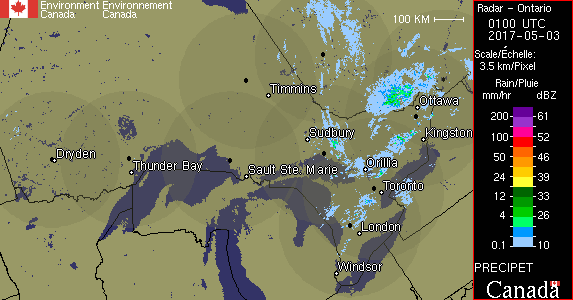 Environment Environnement
Canada Canada
100 KM
Timmins
Ottawa
Sudbury
Kingston
Dryden
Thunder Bay
Sault Ste. Marie
Orillia
Toronto
London
Windsor
Radar - Ontario
0100 UTC
2017-05-03
Scale/Échelle:
3.5 km/Pixel
Rain/Pluie
mm/hr dBZ
200 61
100 52
50 46
24 39
12 33
4 26
0.1 10
PRECIPET
Canada